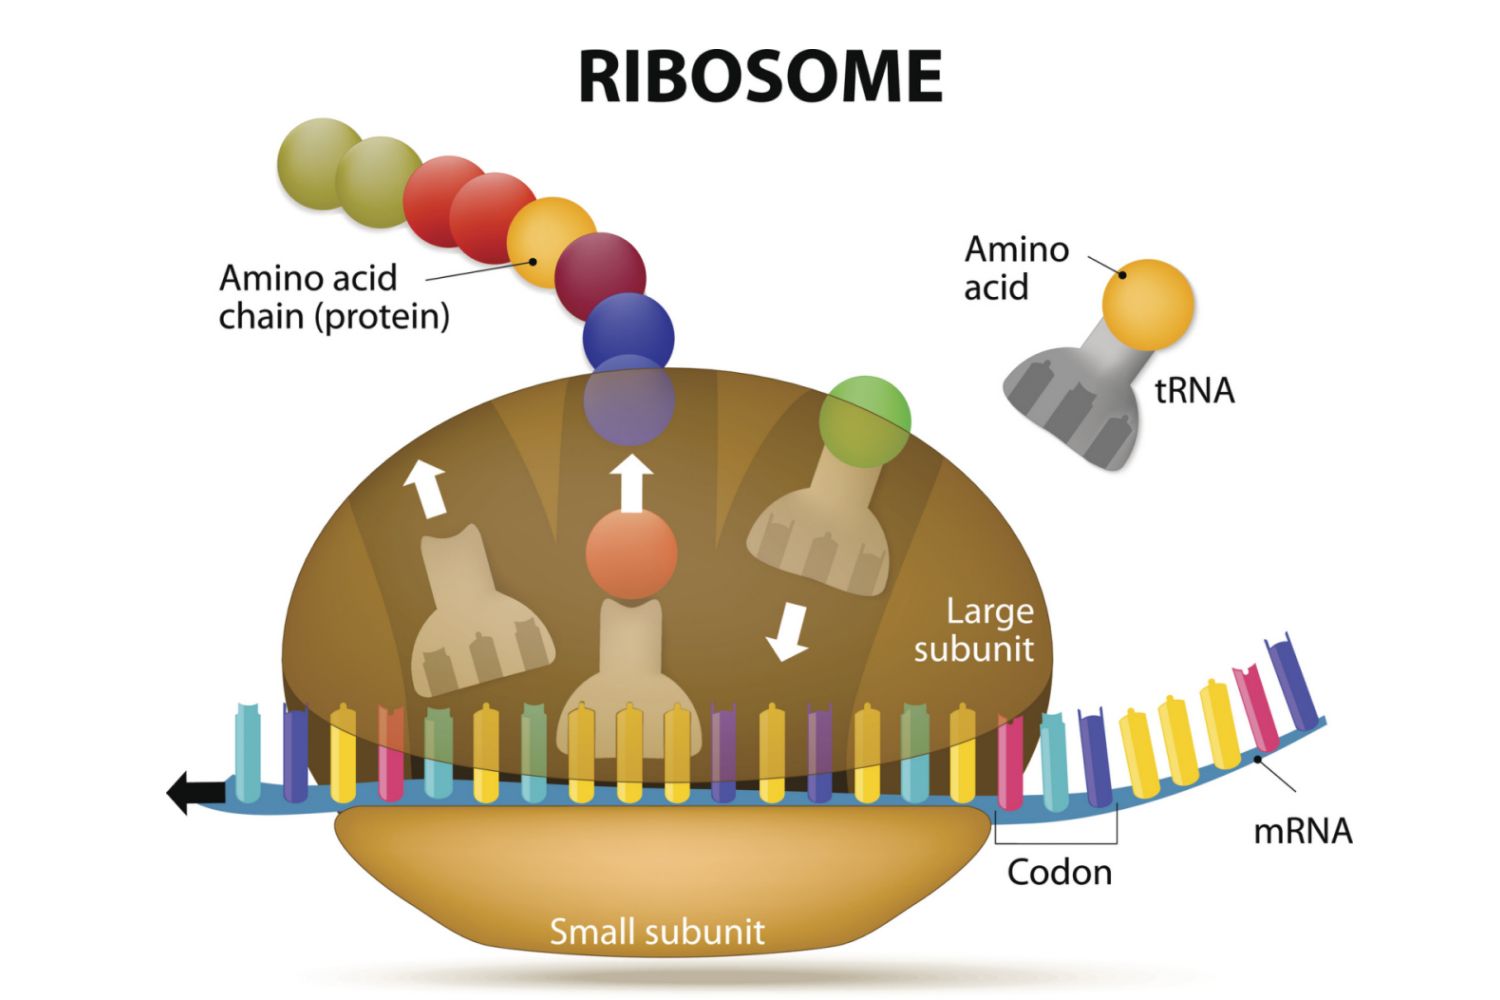 RIBOSOME
Amino acid
chain (protein)
Amino
acid
tRNA
Large
subunit
mRNA
Codon
Small subunit